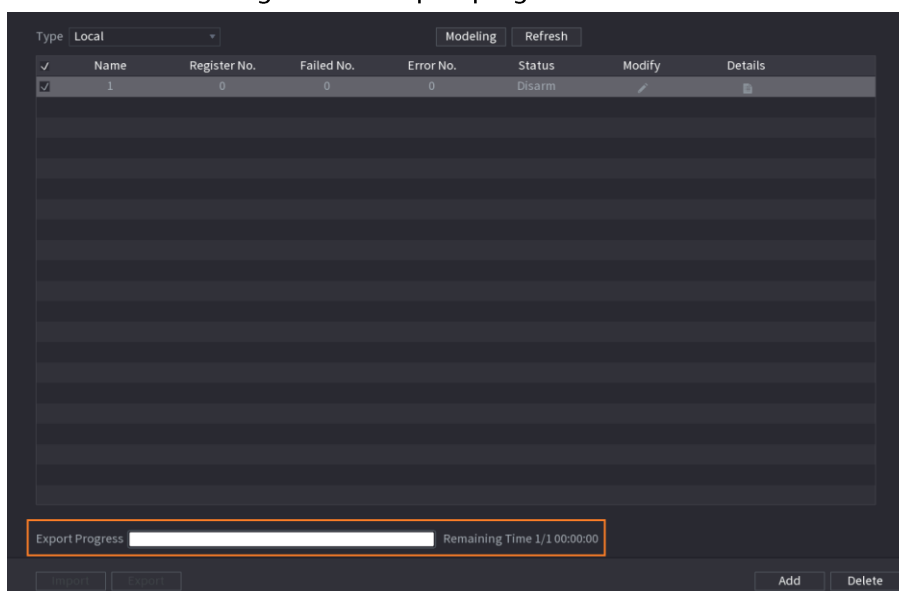 Type Local Modeling Refresh
Name Register No. Failed No. Error No. Status Modify Details
1 0 0 0 Disarm
Export Progress Remaining Time 1/1 00:00:00
Import Export Add Delete